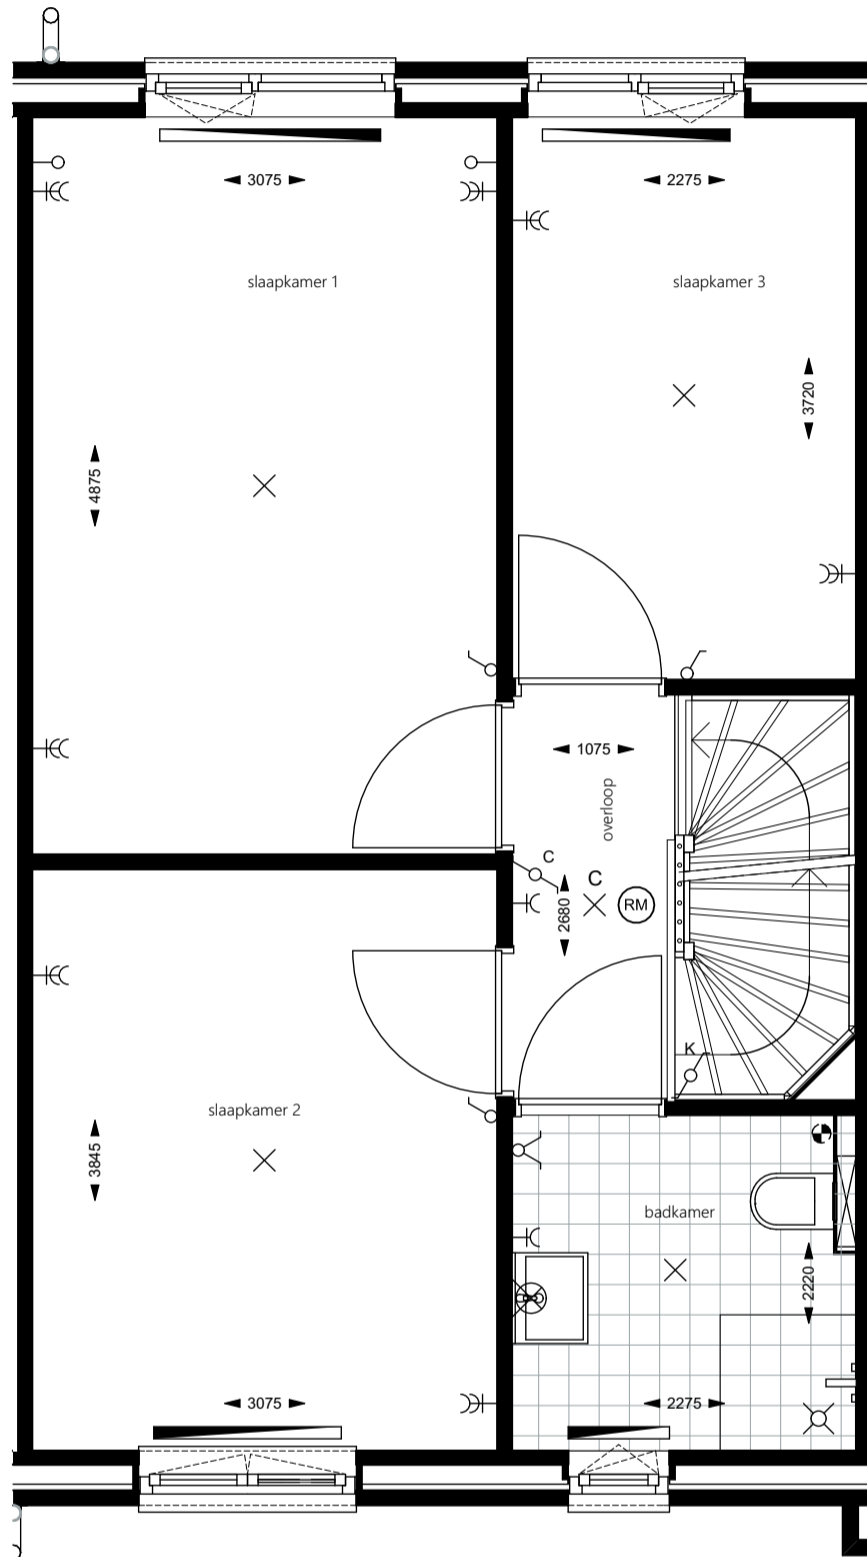 3075
2275
slaapkamer 1
slaapkamer 3
3720
4875
1075
overloop
C
C
2680
RM
K
slaapkamer 2
3845
badkamer
2220
3075
2275